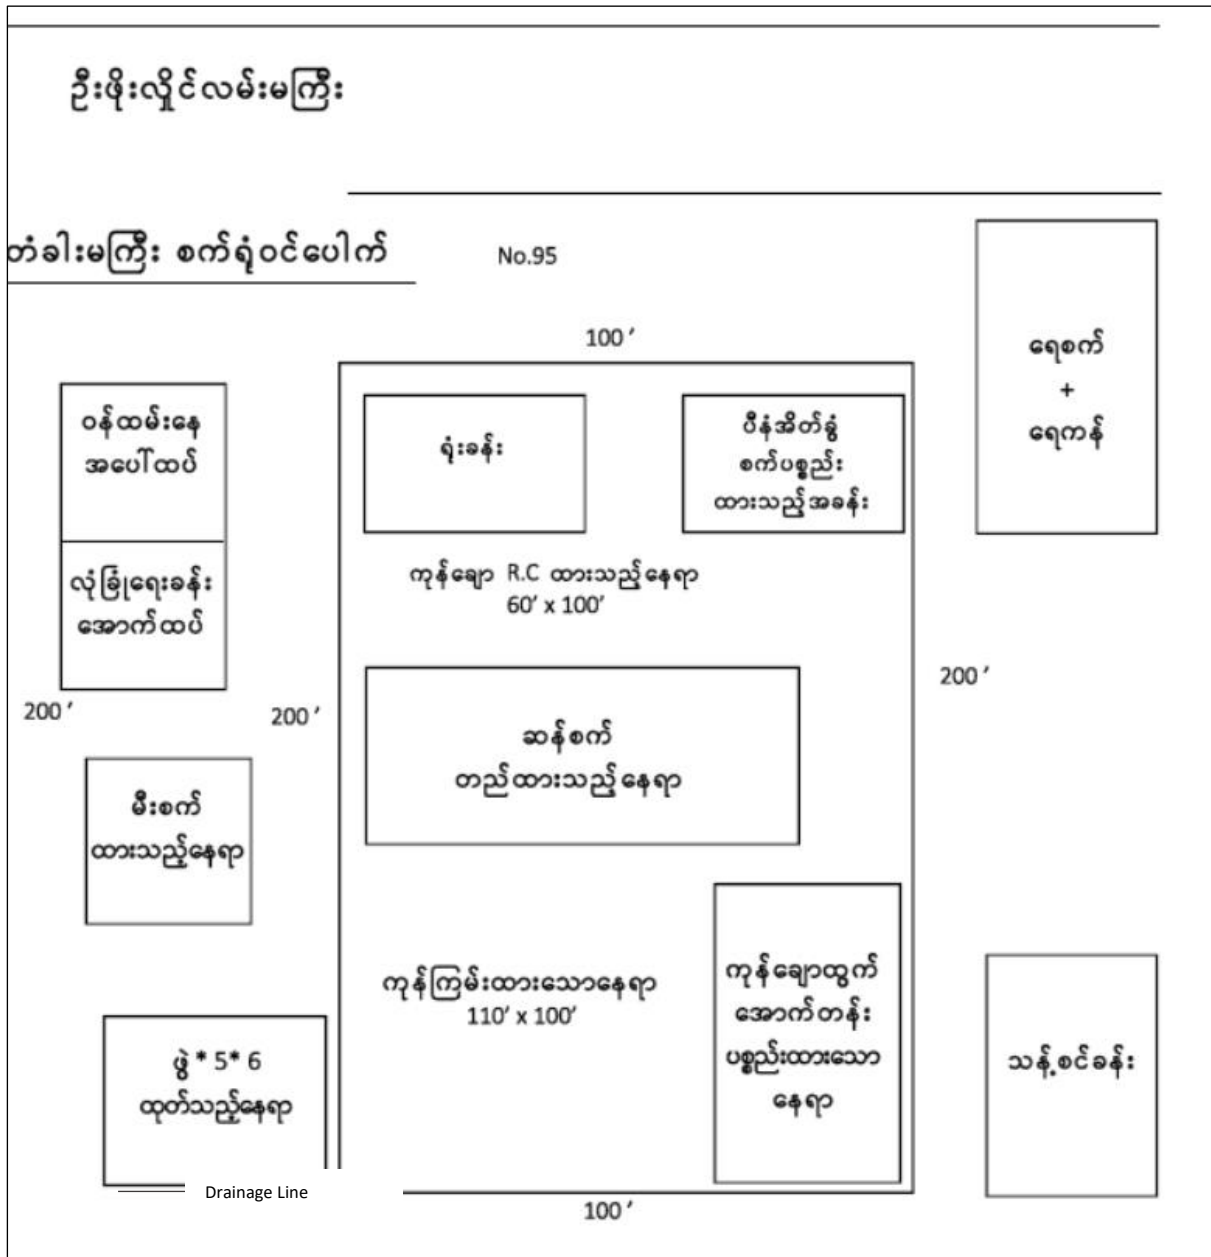 ဦးဖိုးလှိုင်လမ်းမကြီး
တံခါးမကြီး စက်ရုံဝင်ပေါက်
No.95
100 ′
ရေစက်
+
ရေကန်
ဝန်ထမ်းနေ
အပေါ်ထပ်
လုံခြုံရေးခန်း
အောက်ထပ်
ရုံးခန်း
ပီနံအိတ်ခွံ
စက်ပစ္စည်း
ထားသည့်အခန်း
ကုန်ချော R.C ထားသည့်နေရာ
60′ x 100′
200 ′
200 ′
200 ′
ဆန်စက်
တည်ထားသည့်နေရာ
မီးစက်
ထားသည့်နေရာ
ကုန်ကြမ်းထားသောနေရာ
110′ x 100′
ကုန်ချောထွက်
အောက်တန်း
ပစ္စည်းထားသော
နေရာ
ဖွဲ * 5* 6
ထုတ်သည့်နေရာ
သန့်စင်ခန်း
Drainage Line
100 ′